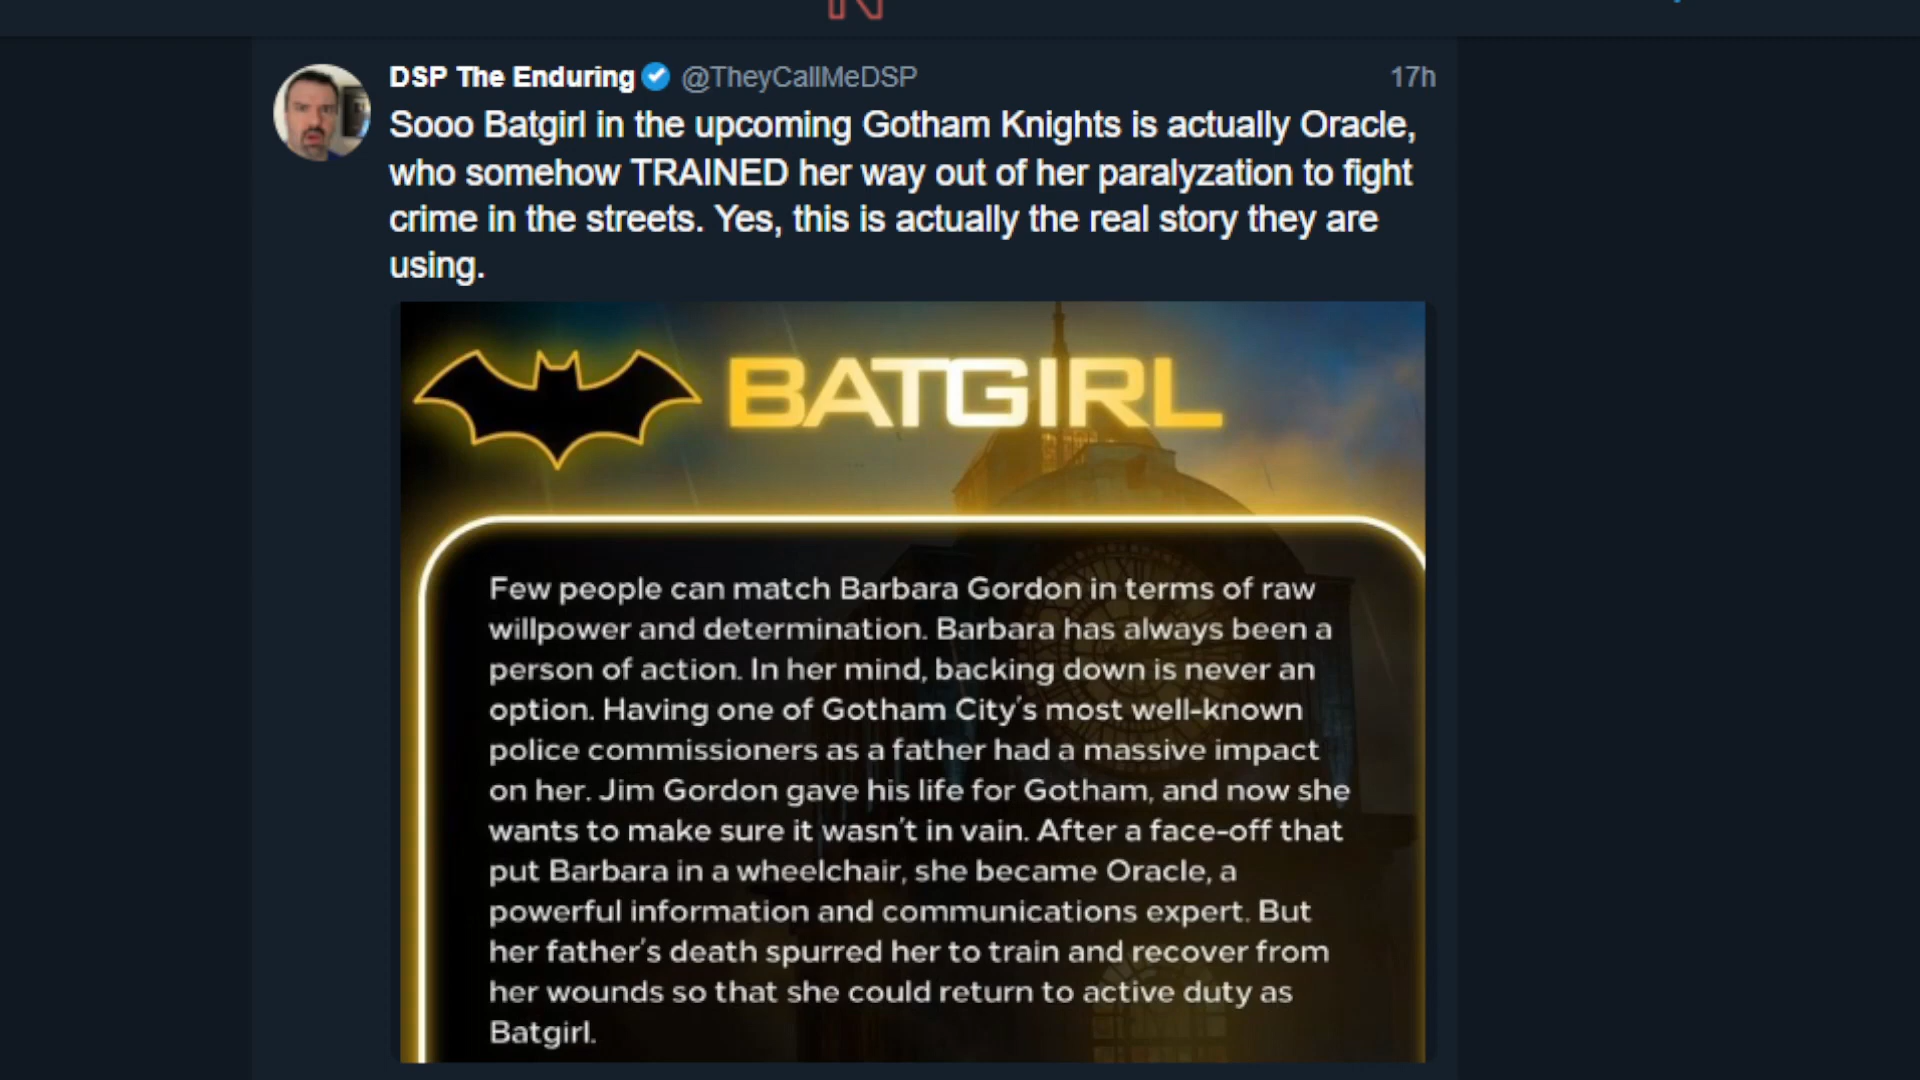 DSP The Enduring @TheyCallMeDSP 17h
Sooo Batgirl in the upcoming Gotham Knights is actually Oracle,
who somehow TRAINED her way out of her paralyzation to fight
crime in the streets. Yes, this is actually the real story they are
using.
BATGIRL
Few people can match Barbara Gordon in terms of raw
willpower and determination. Barbara has always been a
person of action. In her mind, backing down is never an
option. Having one of Gotham City's most well-known
police commissioners as a father had a massive impact
on her. Jim Gordon gave his life for Gotham, and now she
wants to make sure it wasn't in vain. After a face-off that
put Barbara in a wheelchair, she became Oracle, a
powerful information and communications expert. But
her father's death spurred her to train and recover from
her wounds so that she could return to active duty as
Batgirl.